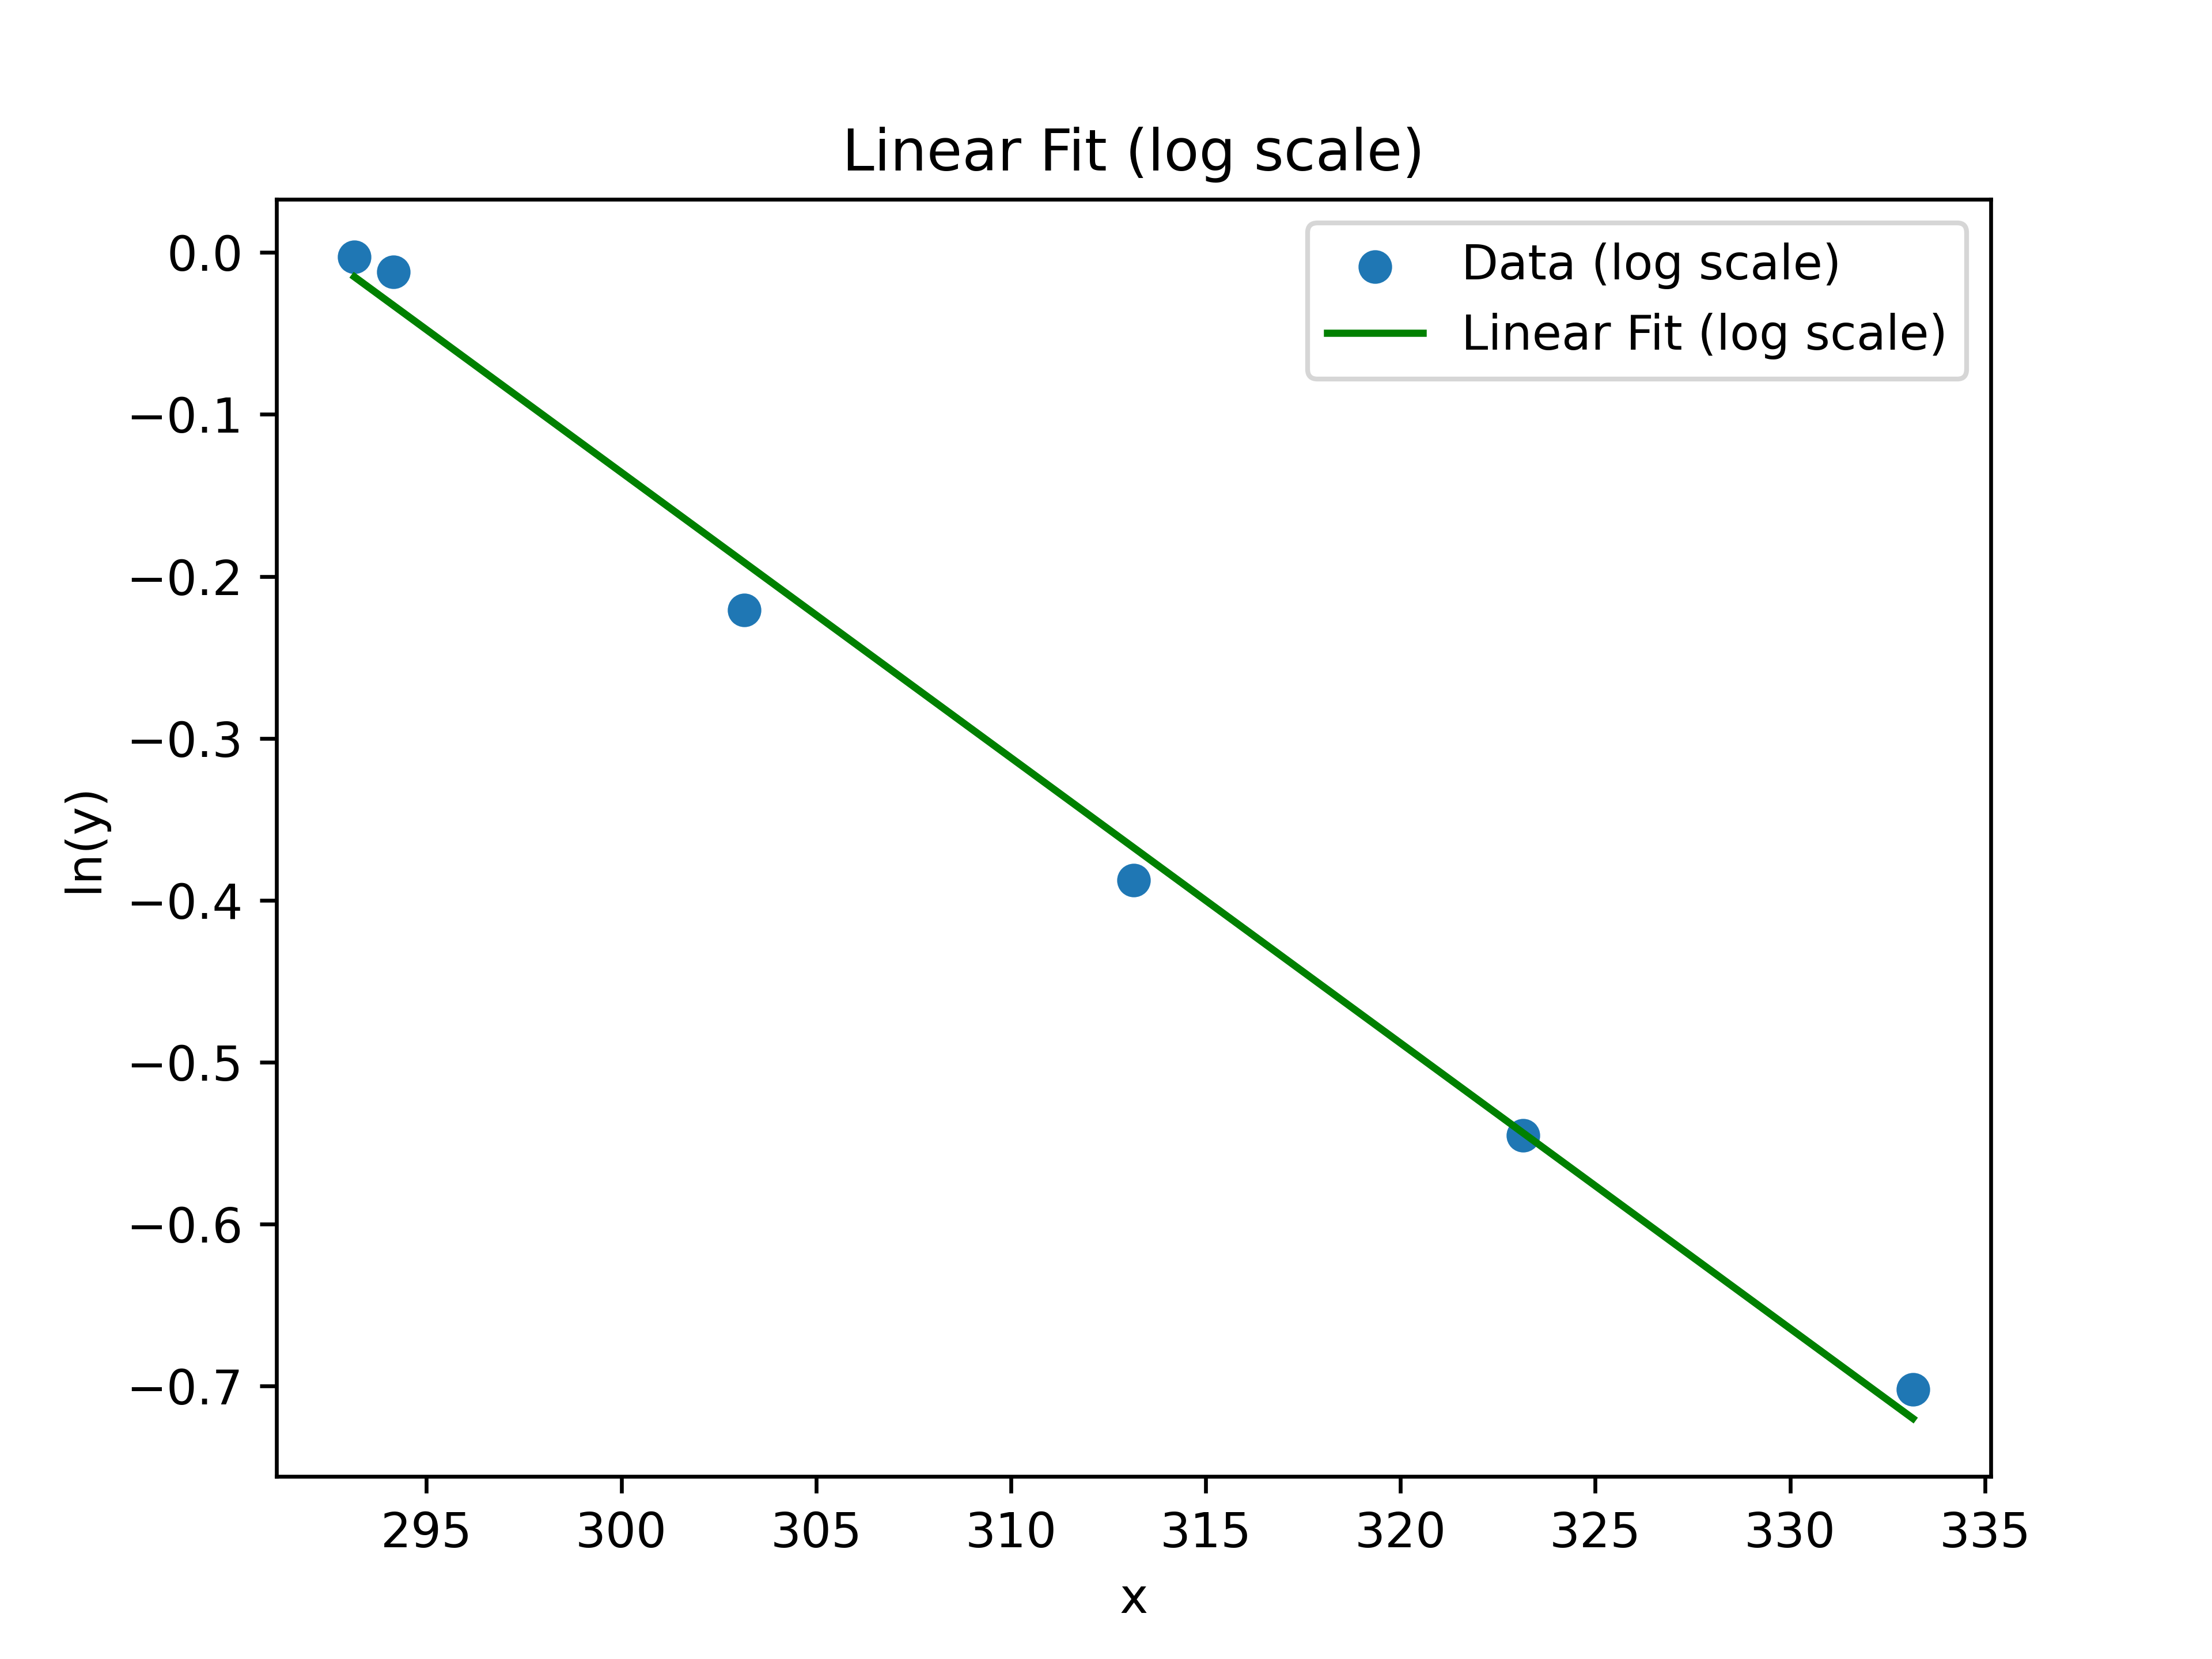 Linear Fit (log scale)
Data (log scale)
Linear Fit (log scale)
0.0
−0.1
−0.2
−0.3
−0.4
−0.5
−0.6
−0.7
ln(y)
295 300 305 310 315 320 325 330 335
x